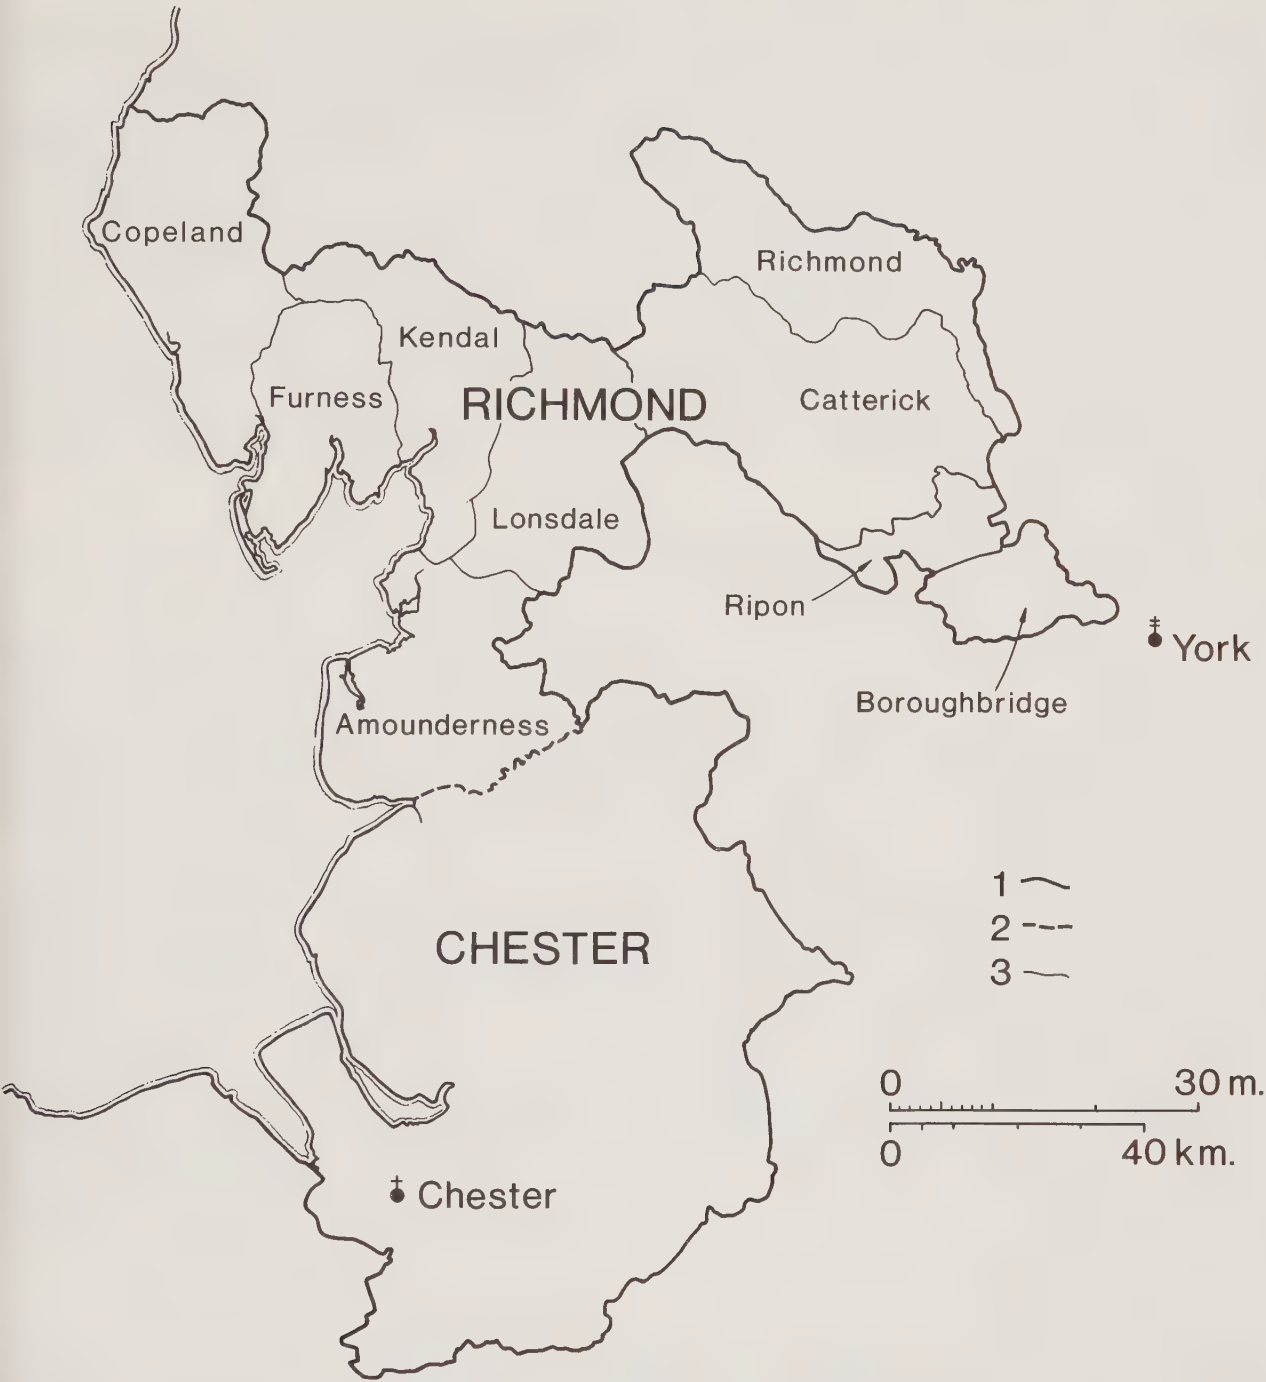 Copeland
Richmond
Kendal
Furness
RICHMOND
Catterick
Lonsdale
Ripon
York
Boroughbridge
Amounderness
1
2
3
CHESTER
0 30 m.
0 40 km.
Chester